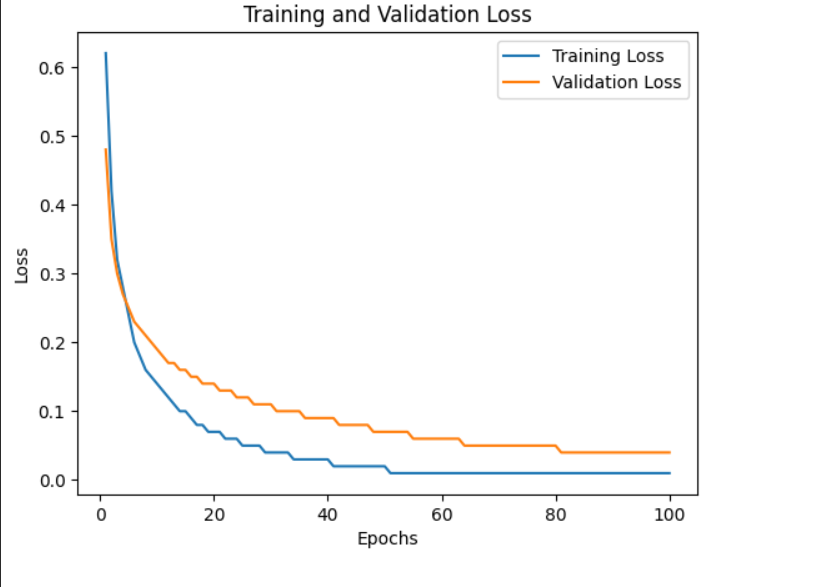 Training and Validation Loss
Training Loss
Validation Loss
0.6
0.5
0.4
0.3
0.2
0.1
0.0
Loss
0 20 40 60 80 100
Epochs